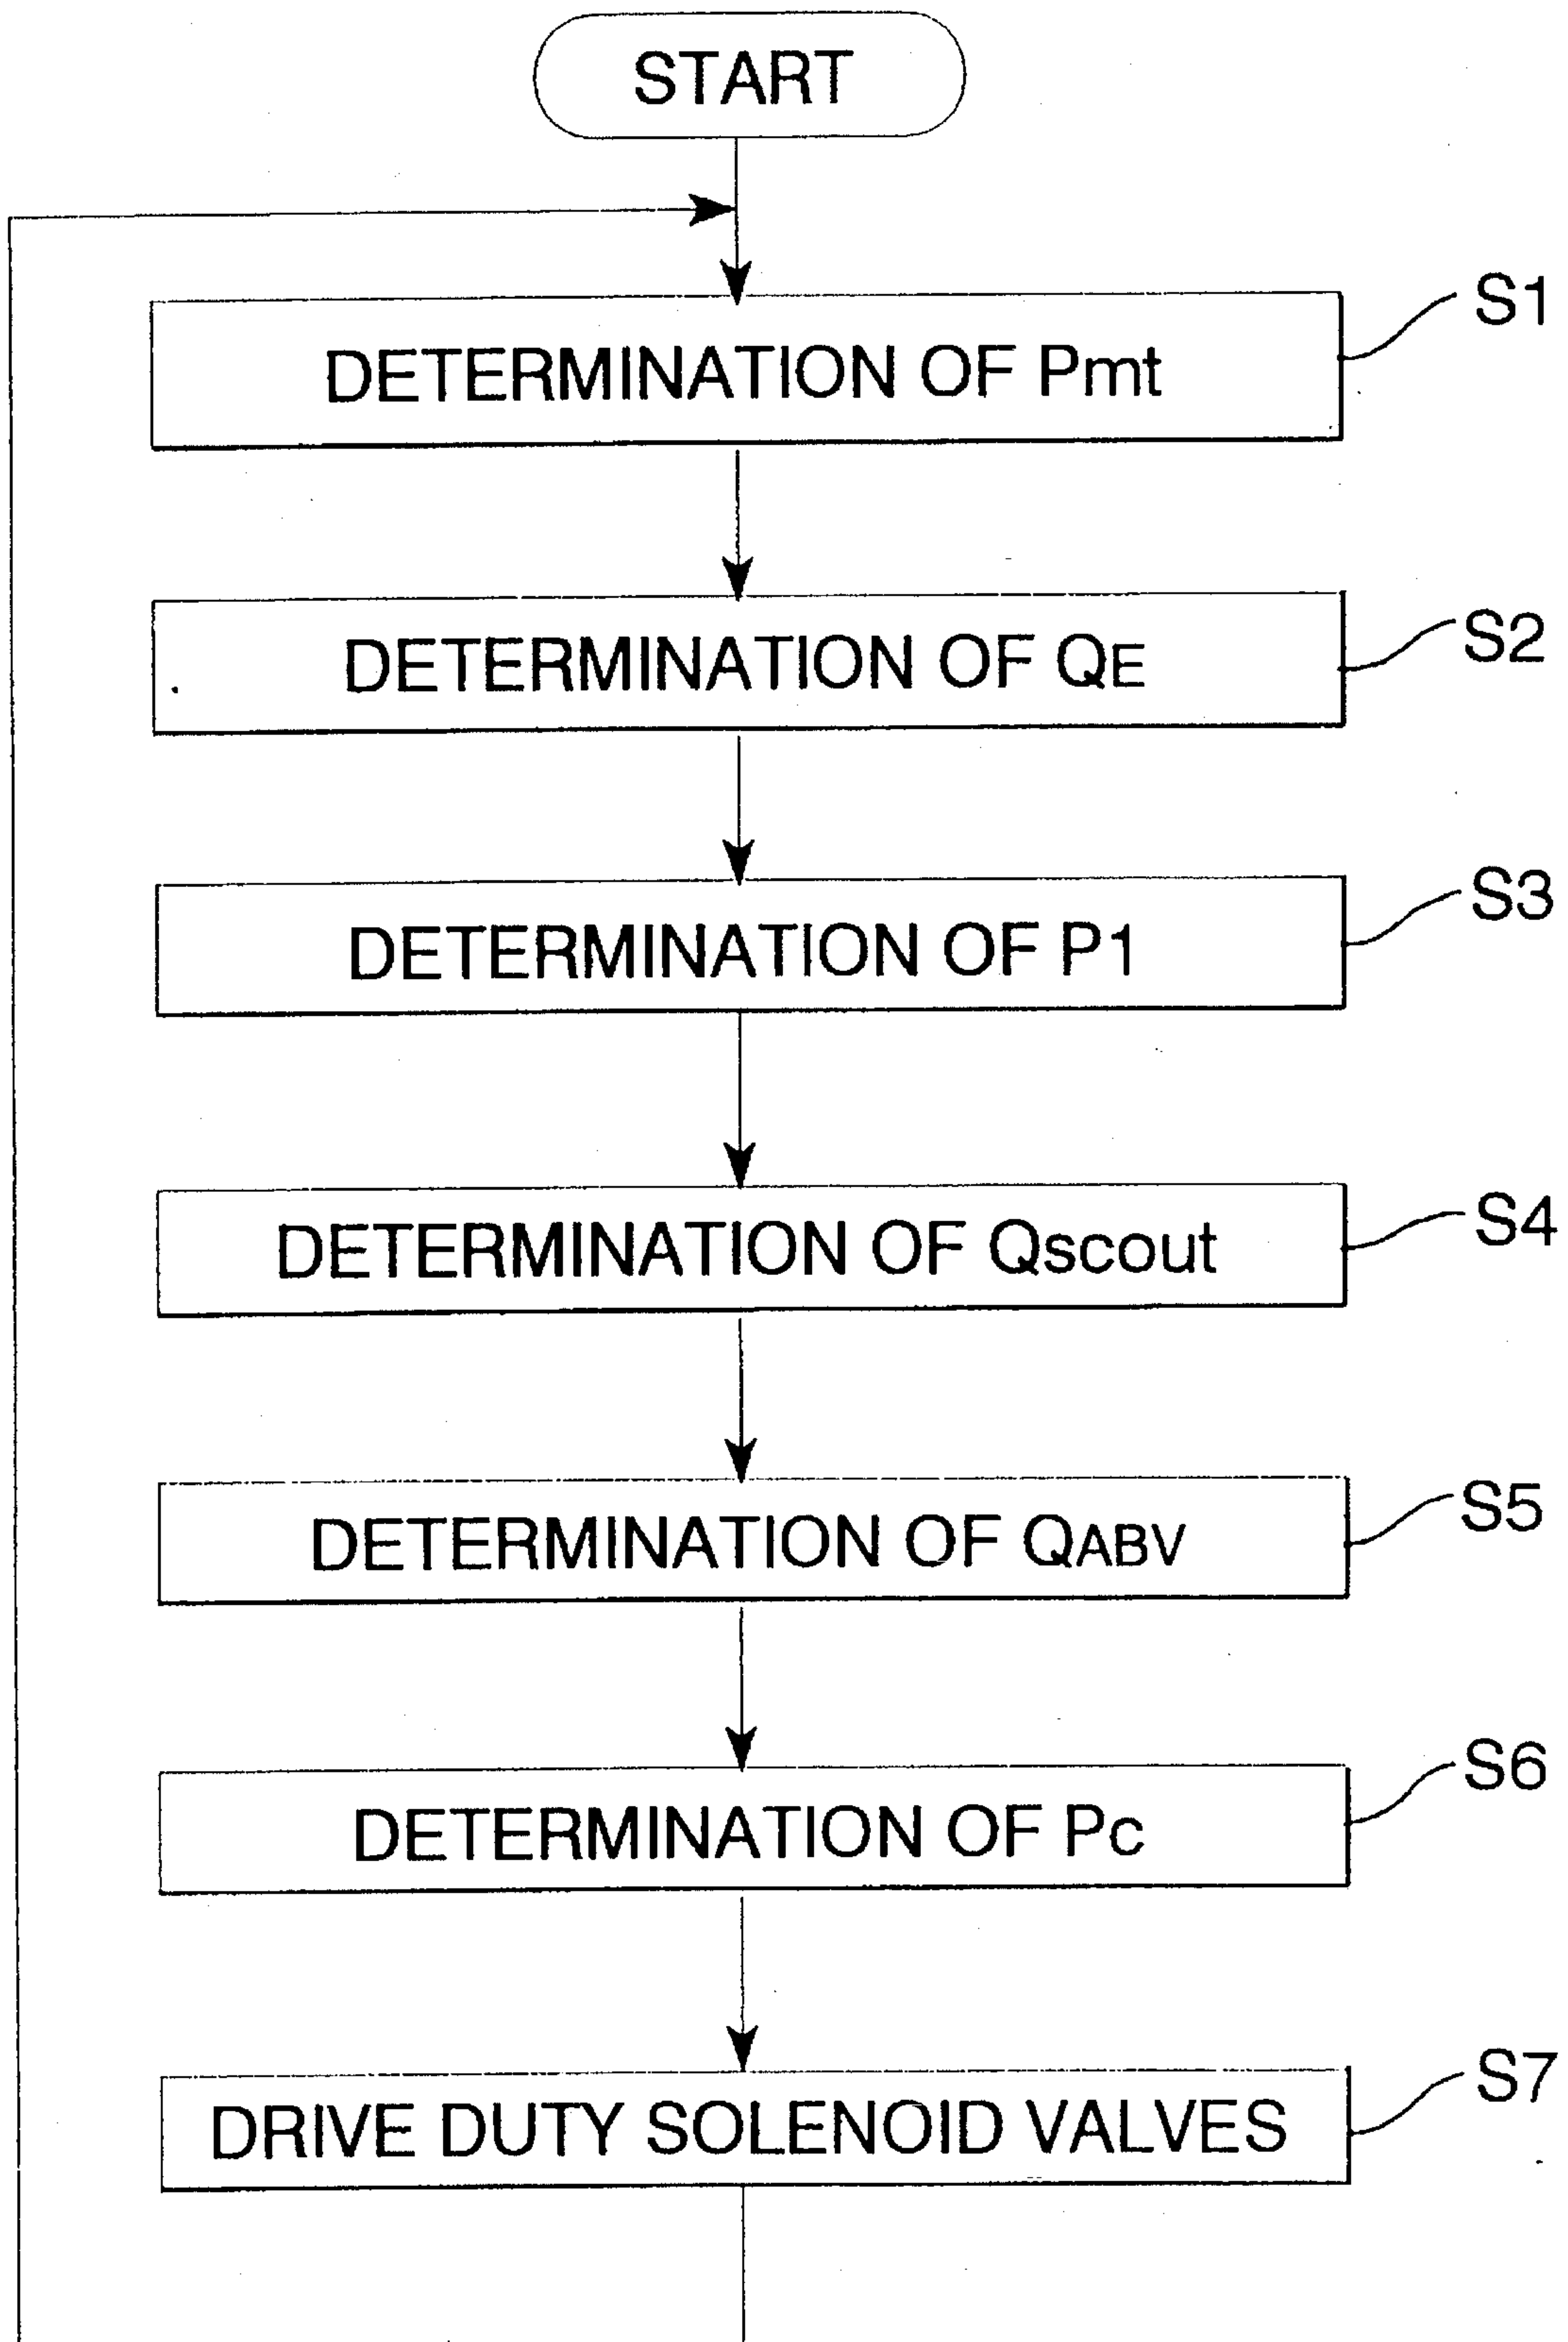 START
S1
DETERMINATION OF Pmt
S2
DETERMINATION OF QE
S3
DETERMINATION OF P1
S4
DETERMINATION OF Qscout
S5
DETERMINATION OF QABV
S6
DETERMINATION OF Pc
S7
DRIVE DUTY SOLENOID VALVES